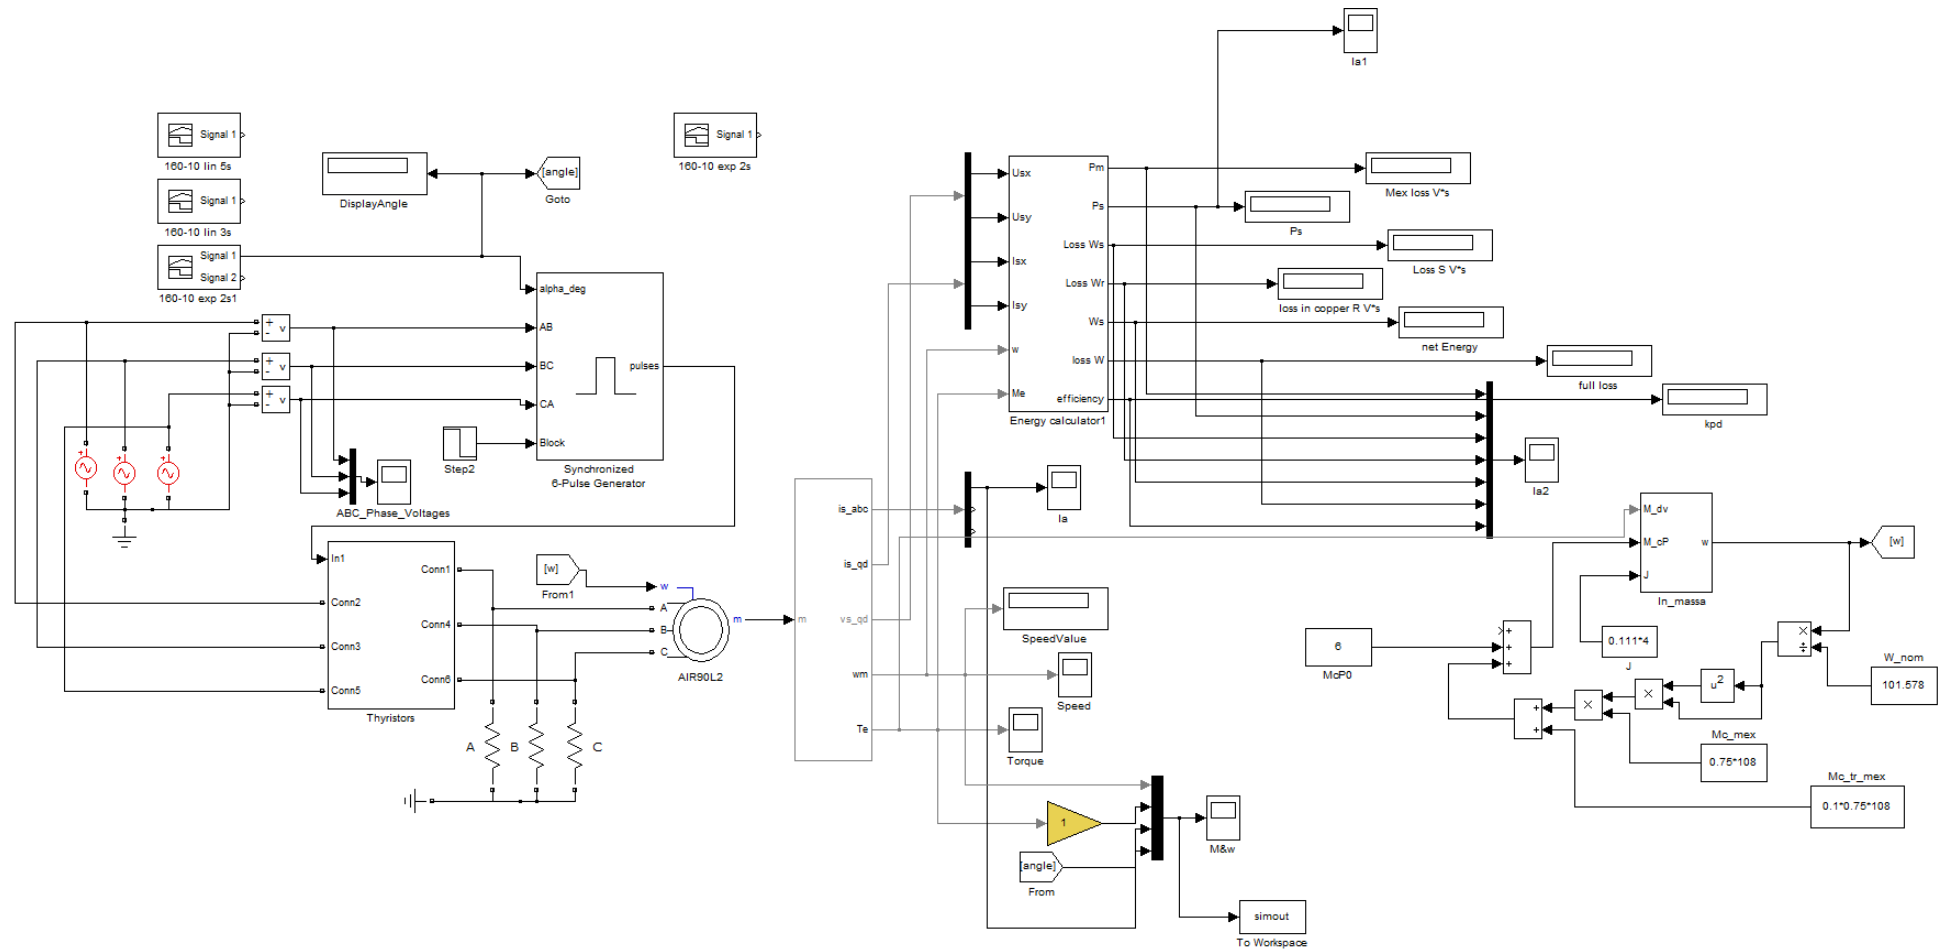 Ia1
Signal 1
160-10 lin 5s
Signal 1
160-10 exp 2s
DisplayAngle
[angle]
Goto
Signal 1
160-10 lin 3s
Signal 1
Signal 2
160-10 exp 2s1
+
-
v
+
-
v
+
-
v
alpha_deg
AB
BC
CA
Block
pulses
Synchronized
6-Pulse Generator
Step2
ABC_Phase_Voltages
Usx
Usy
Isx
Isy
w
Me
Pm
Ps
Loss Ws
Loss Wr
Ws
loss W
efficiency
Energy calculator1
Mex loss V*s
Ps
Loss S V*s
loss in copper R V*s
net Energy
full loss
kpd
Ia2
Ia
In1
Conn2
Conn3
Conn5
Conn1
Conn4
Conn6
Thyristors
[w]
From1
w
A
B
C
m
AIR90L2
A
B
C
m
is_abc
is_qd
vs_qd
wm
Te
SpeedValue
Speed
Torque
1
[angle]
From
M&w
simout
To Workspace
M_dv
M_cP
J
w
In_massa
[w]
6
McP0
+
+
+
0.111*4
J
×
÷
W_nom
101.578
u²
×
×
+
+
Mc_mex
0.75*108
Mc_tr_mex
0.1*0.75*108